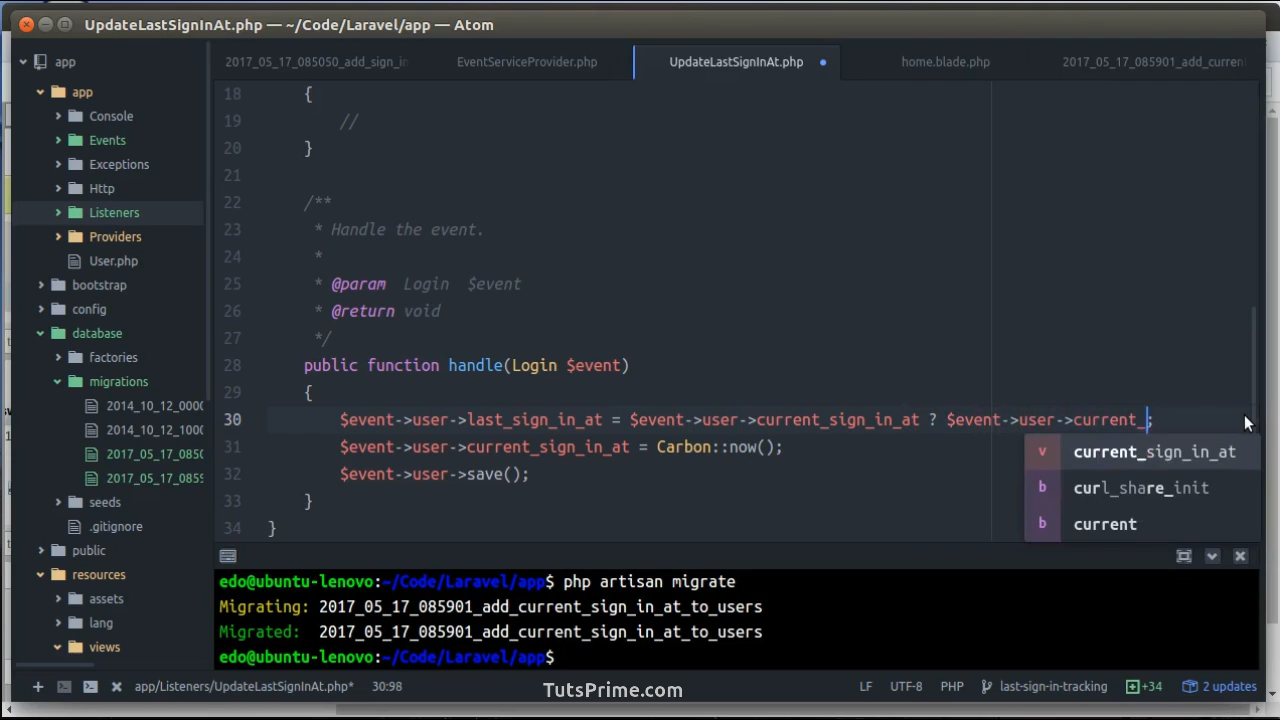 UpdateLastSignInAt.php — ~/Code/Laravel/app — Atom
app
2017_05_17_085050_add_sign_in
EventServiceProvider.php
UpdateLastSignInAt.php
home.blade.php
2017_05_17_085901_add_curren
app
Console
Events
Exceptions
Http
Listeners
Providers
User.php
bootstrap
config
database
factories
migrations
2014_10_12_0000
2014_10_12_1000
2017_05_17_0850
2017_05_17_0859
seeds
.gitignore
public
resources
assets
lang
views
18 {
19 //
20 }
21
22 /**
23 * Handle the event.
24 *
25 * @param  Login  $event
26 * @return void
27 */
28 public function handle(Login $event)
29 {
30 $event->user->last_sign_in_at = $event->user->current_sign_in_at ? $event->user->current_;
31 $event->user->current_sign_in_at = Carbon::now();
32 $event->user->save();
33 }
34 }
v current_sign_in_at
b curl_share_init
b current
edo@ubuntu-lenovo:~/Code/Laravel/app$ php artisan migrate
Migrating: 2017_05_17_085901_add_current_sign_in_at_to_users
Migrated:  2017_05_17_085901_add_current_sign_in_at_to_users
edo@ubuntu-lenovo:~/Code/Laravel/app$
app/Listeners/UpdateLastSignInAt.php* 30:98 LF UTF-8 PHP last-sign-in-tracking +34 2 updates
TutsPrime.com